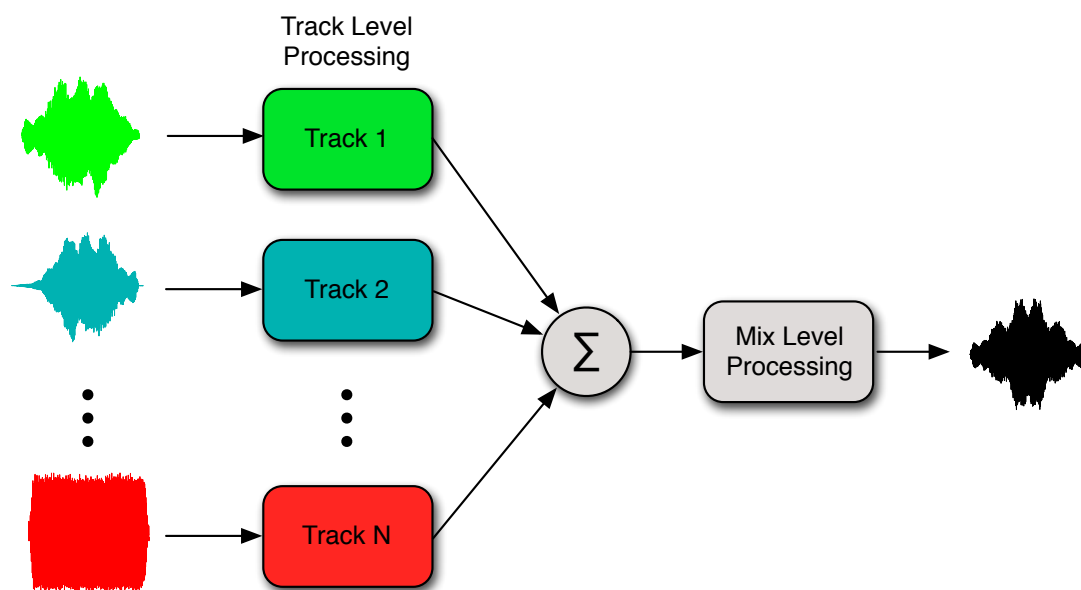 Track Level
Processing
Track 1
Track 2
Track N
Σ
Mix Level
Processing